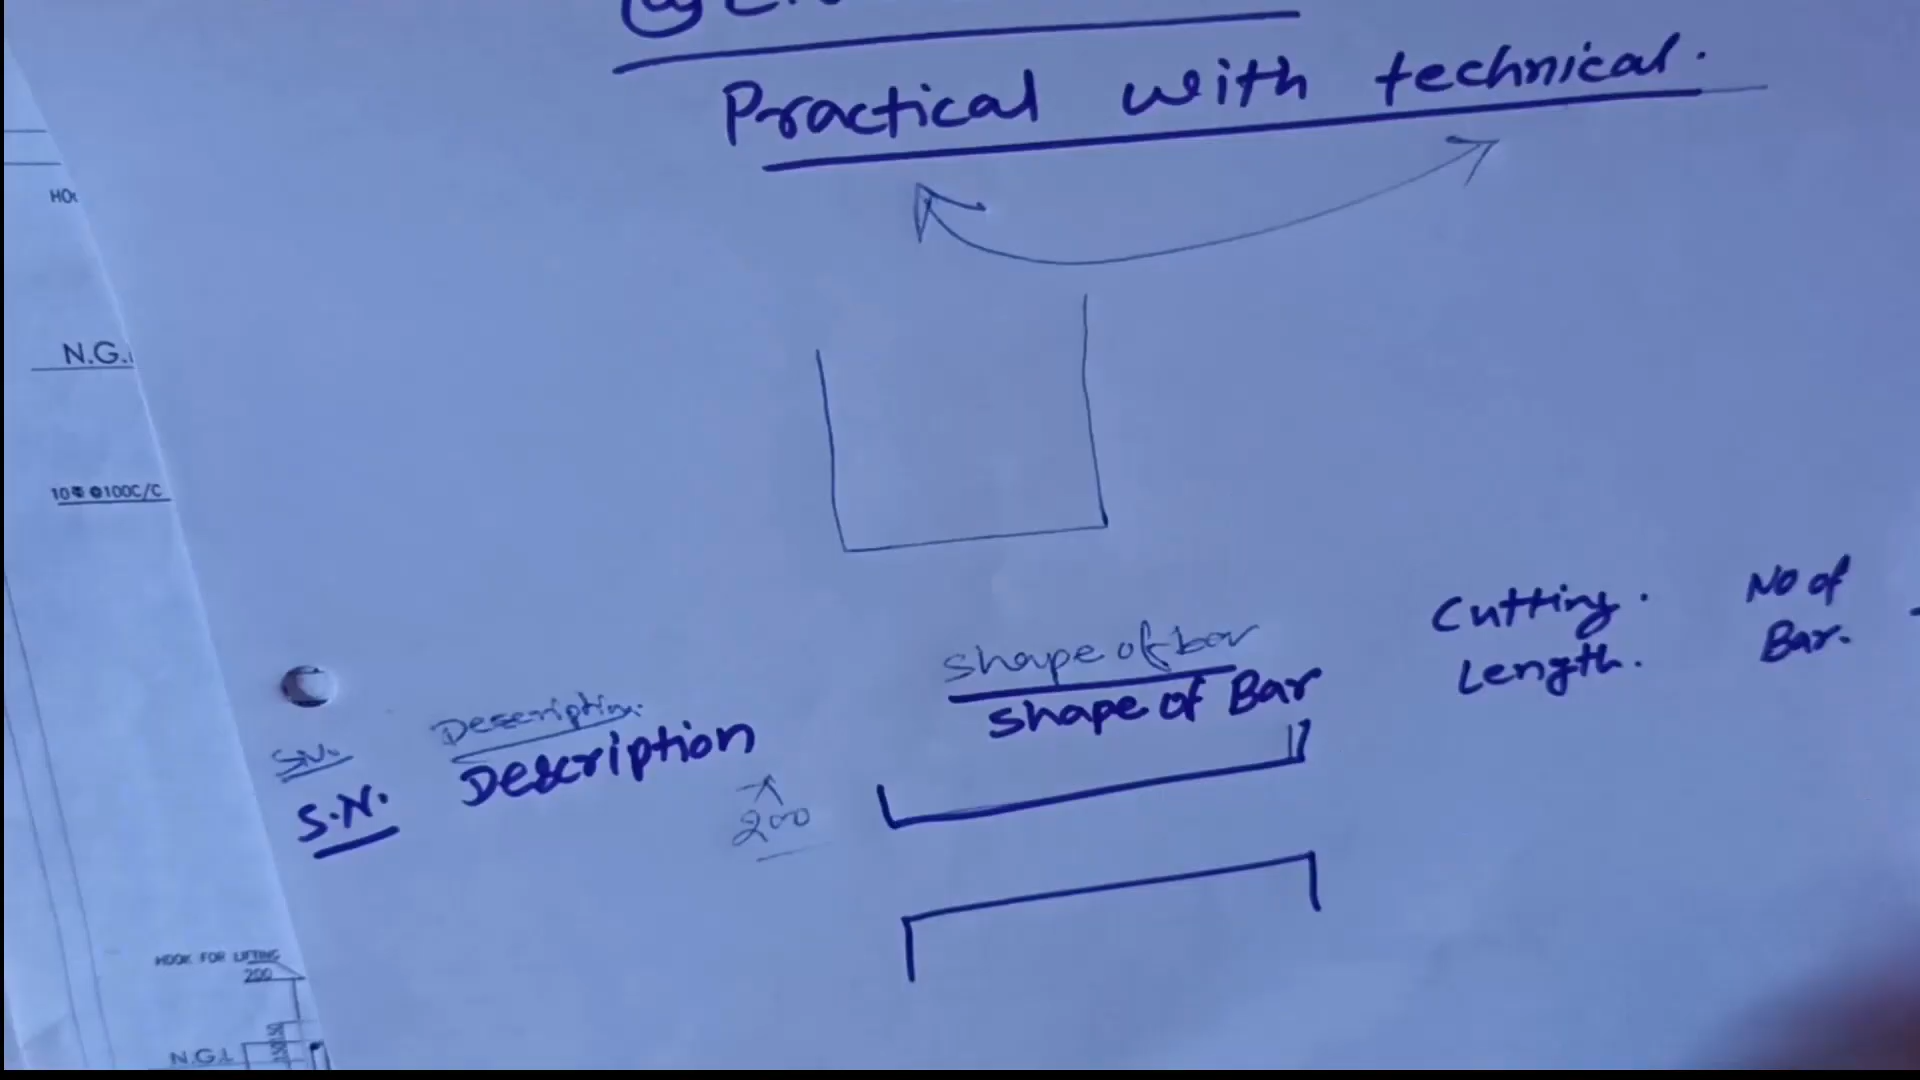 Practical with technical.
HO
N.G.
10 @100C/C
Cutting.
Length.
No of
Bar.
shape of bar
Shape of Bar
Description
Description
S.N.
S.N.
200
HOOK FOR LIFTING
200
N.G.L